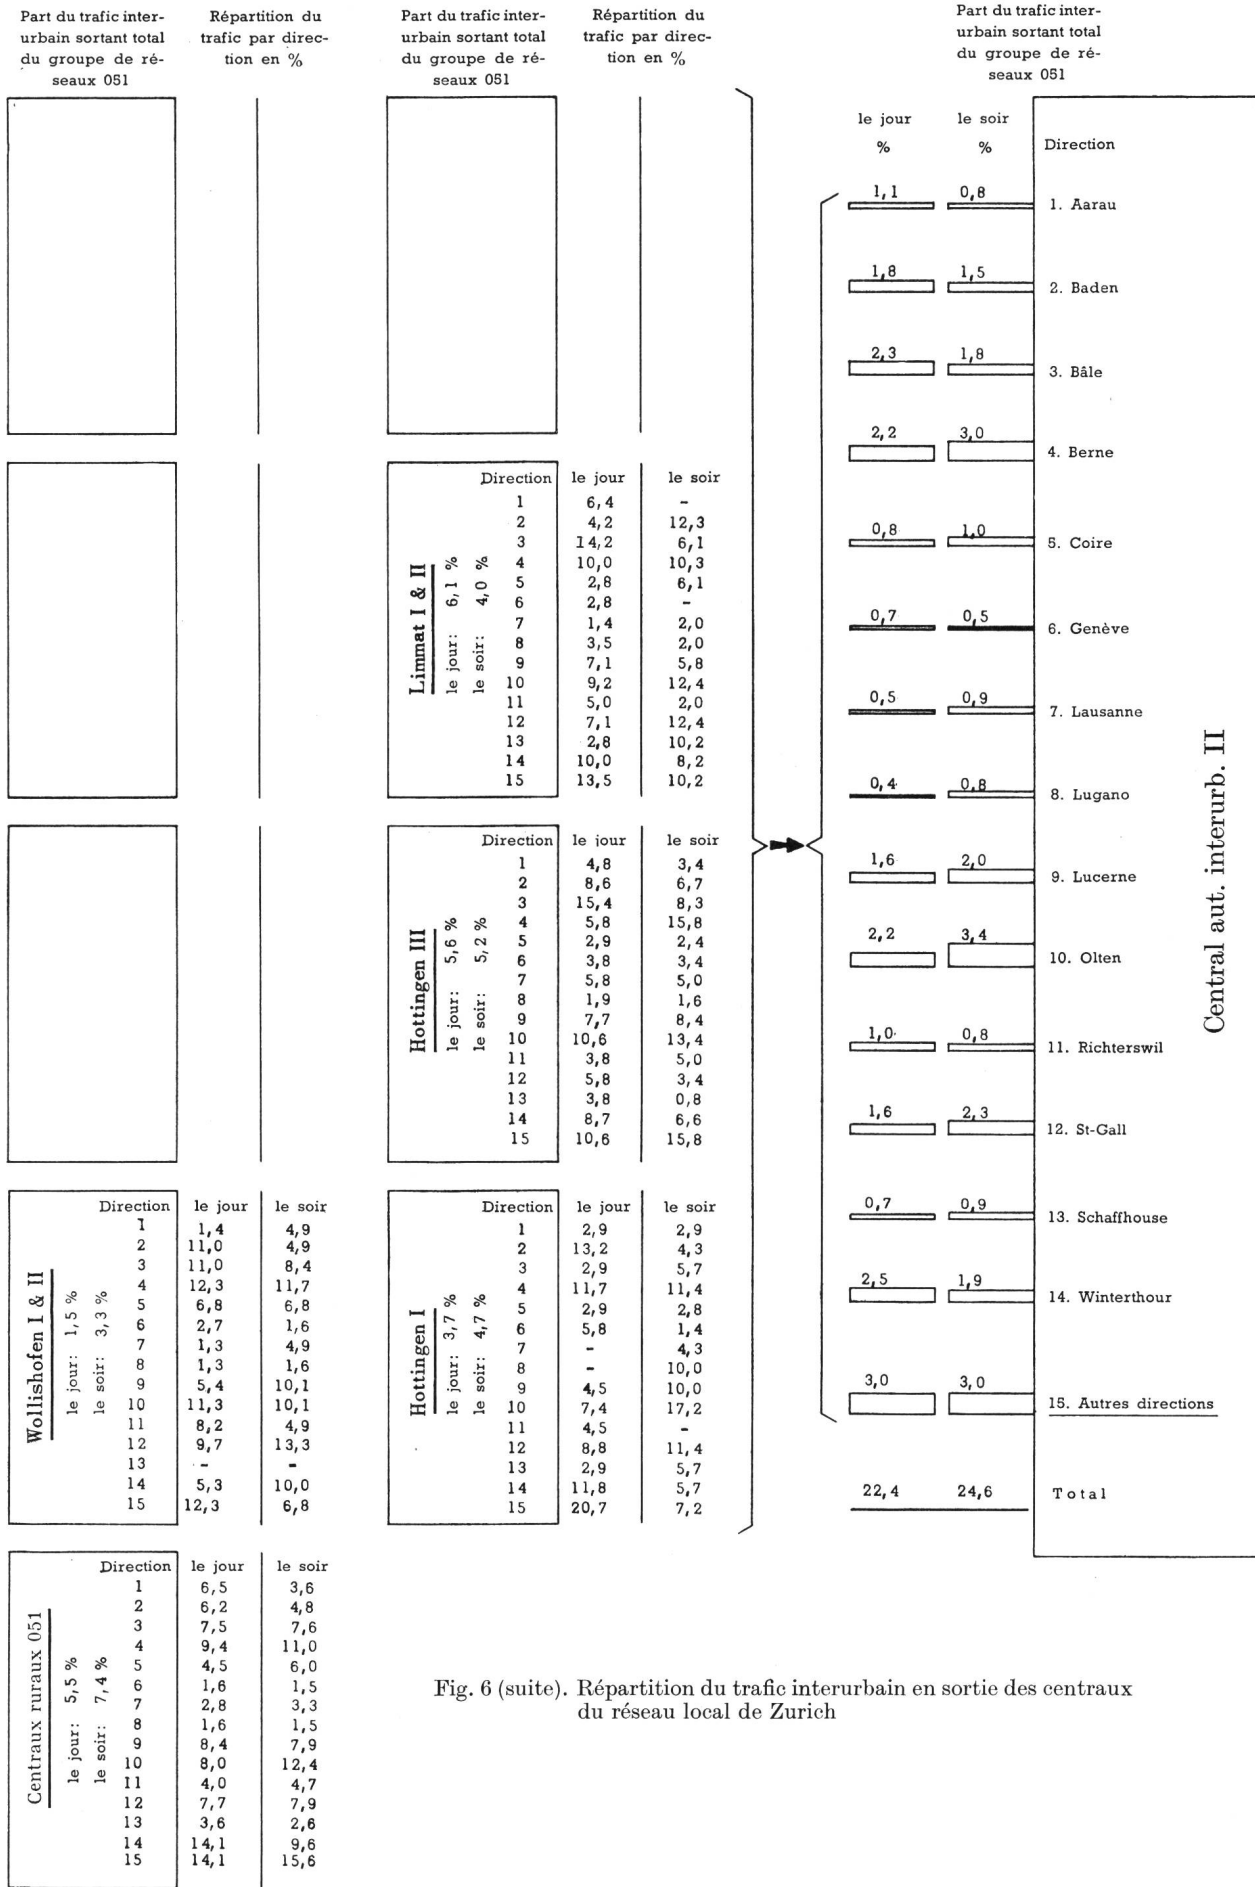 Part du trafic inter-
urbain sortant total
du groupe de ré-
seaux 051
Répartition du
trafic par direc-
tion en %
Part du trafic inter-
urbain sortant total
du groupe de ré-
seaux 051
Répartition du
trafic par direc-
tion en %
Part du trafic inter-
urbain sortant total
du groupe de ré-
seaux 051
Limmat I & II
le jour: 6,1 %
le soir: 4,0 %
Direction le jour le soir
1 6,4 -
2 4,2 12,3
3 14,2 6,1
4 10,0 10,3
5 2,8 6,1
6 2,8 -
7 1,4 2,0
8 3,5 2,0
9 7,1 5,8
10 9,2 12,4
11 5,0 2,0
12 7,1 12,4
13 2,8 10,2
14 10,0 8,2
15 13,5 10,2
Hottingen III
le jour: 5,6 %
le soir: 5,2 %
Direction le jour le soir
1 4,8 3,4
2 8,6 6,7
3 15,4 8,3
4 5,8 15,8
5 2,9 2,4
6 3,8 3,4
7 5,8 5,0
8 1,9 1,6
9 7,7 8,4
10 10,6 13,4
11 3,8 5,0
12 5,8 3,4
13 3,8 0,8
14 8,7 6,6
15 10,6 15,8
Wollishofen I & II
le jour: 1,5 %
le soir: 3,3 %
Direction le jour le soir
1 1,4 4,9
2 11,0 4,9
3 11,0 8,4
4 12,3 11,7
5 6,8 6,8
6 2,7 1,6
7 1,3 4,9
8 1,3 1,6
9 5,4 10,1
10 11,3 10,1
11 8,2 4,9
12 9,7 13,3
13 - -
14 5,3 10,0
15 12,3 6,8
Hottingen I
le jour: 3,7 %
le soir: 4,7 %
Direction le jour le soir
1 2,9 2,9
2 13,2 4,3
3 2,9 5,7
4 11,7 11,4
5 2,9 2,8
6 5,8 1,4
7 - 4,3
8 - 10,0
9 4,5 10,0
10 7,4 17,2
11 4,5 -
12 8,8 11,4
13 2,9 5,7
14 11,8 5,7
15 20,7 7,2
Centraux ruraux 051
le jour: 5,5 %
le soir: 7,4 %
Direction le jour le soir
1 6,5 3,6
2 6,2 4,8
3 7,5 7,6
4 9,4 11,0
5 4,5 6,0
6 1,6 1,5
7 2,8 3,3
8 1,6 1,5
9 8,4 7,9
10 8,0 12,4
11 4,0 4,7
12 7,7 7,9
13 3,6 2,6
14 14,1 9,6
15 14,1 15,6
le jour le soir
% % Direction
1,1 0,8 1. Aarau
1,8 1,5 2. Baden
2,3 1,8 3. Bâle
2,2 3,0 4. Berne
0,8 1,0 5. Coire
0,7 0,5 6. Genève
0,5 0,9 7. Lausanne
0,4 0,8 8. Lugano
1,6 2,0 9. Lucerne
2,2 3,4 10. Olten
1,0 0,8 11. Richterswil
1,6 2,3 12. St-Gall
0,7 0,9 13. Schaffhouse
2,5 1,9 14. Winterthour
3,0 3,0 15. Autres directions
22,4 24,6 Total
Central aut. interurb. II
Fig. 6 (suite). Répartition du trafic interurbain en sortie des centraux
du réseau local de Zurich